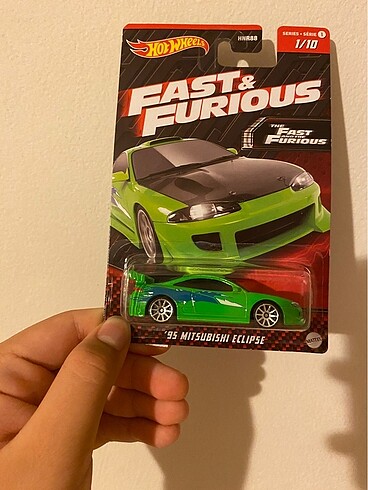 Hot Wheels
HNR88
SERIES • SÉRIE 1
1/10
FAST &
FURIOUS
THE
FAST
AND THE
FURIOUS
'95 MITSUBISHI ECLIPSE
MATTEL